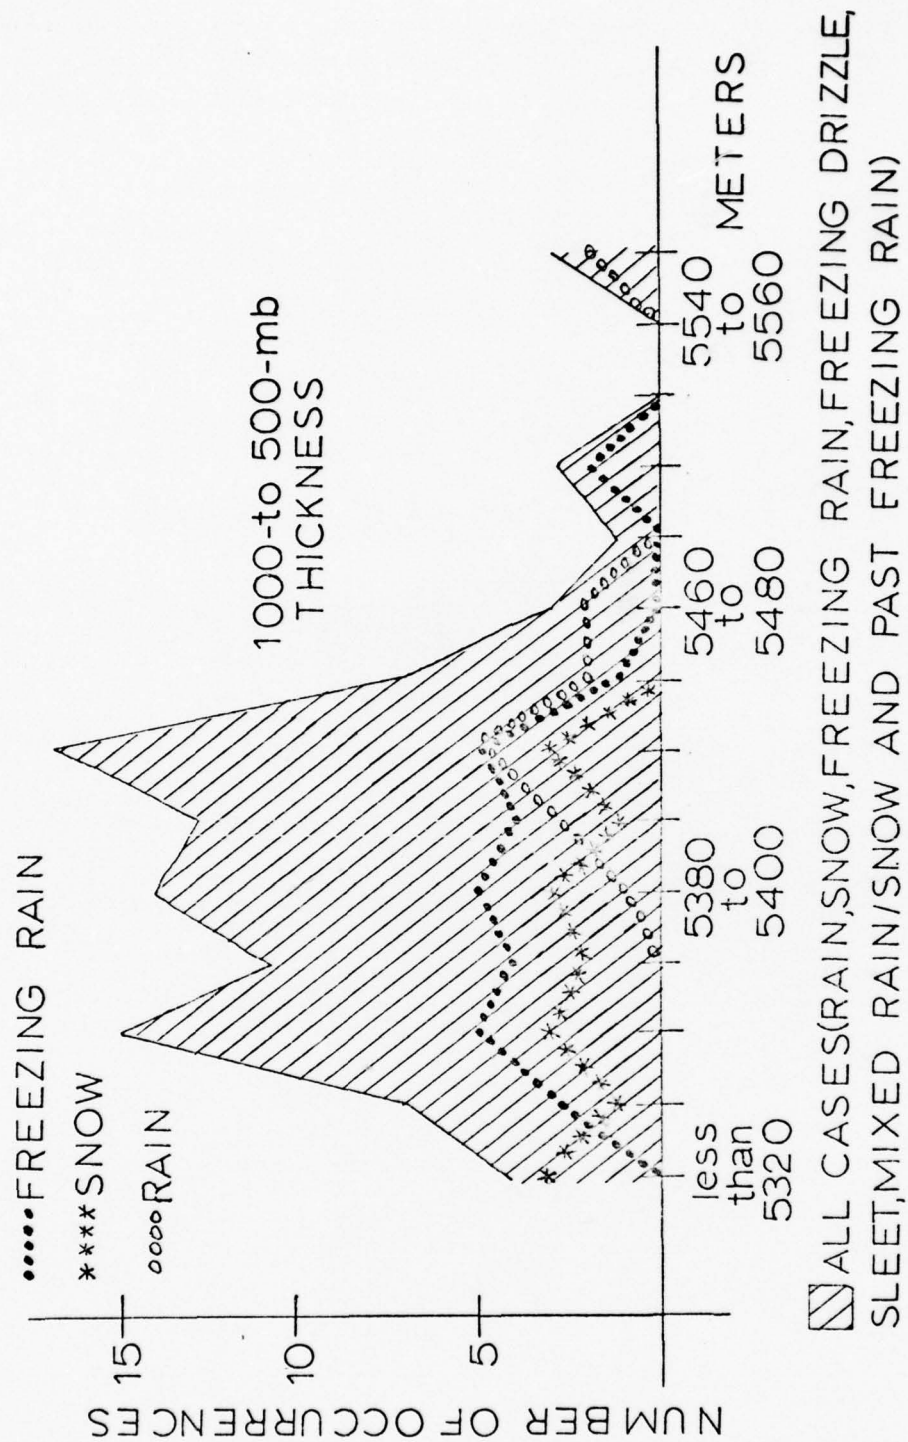 •••••FREEZING RAIN
****SNOW
ooooRAIN
1000-to 500-mb
THICKNESS
NUMBER OF OCCURRENCES
15
10
5
less
than
5320
5380
to
5400
5460
to
5480
5540
to
5560
METERS
ALL CASES(RAIN,SNOW,FREEZING RAIN,FREEZING DRIZZLE,
SLEET,MIXED RAIN/SNOW AND PAST FREEZING RAIN)